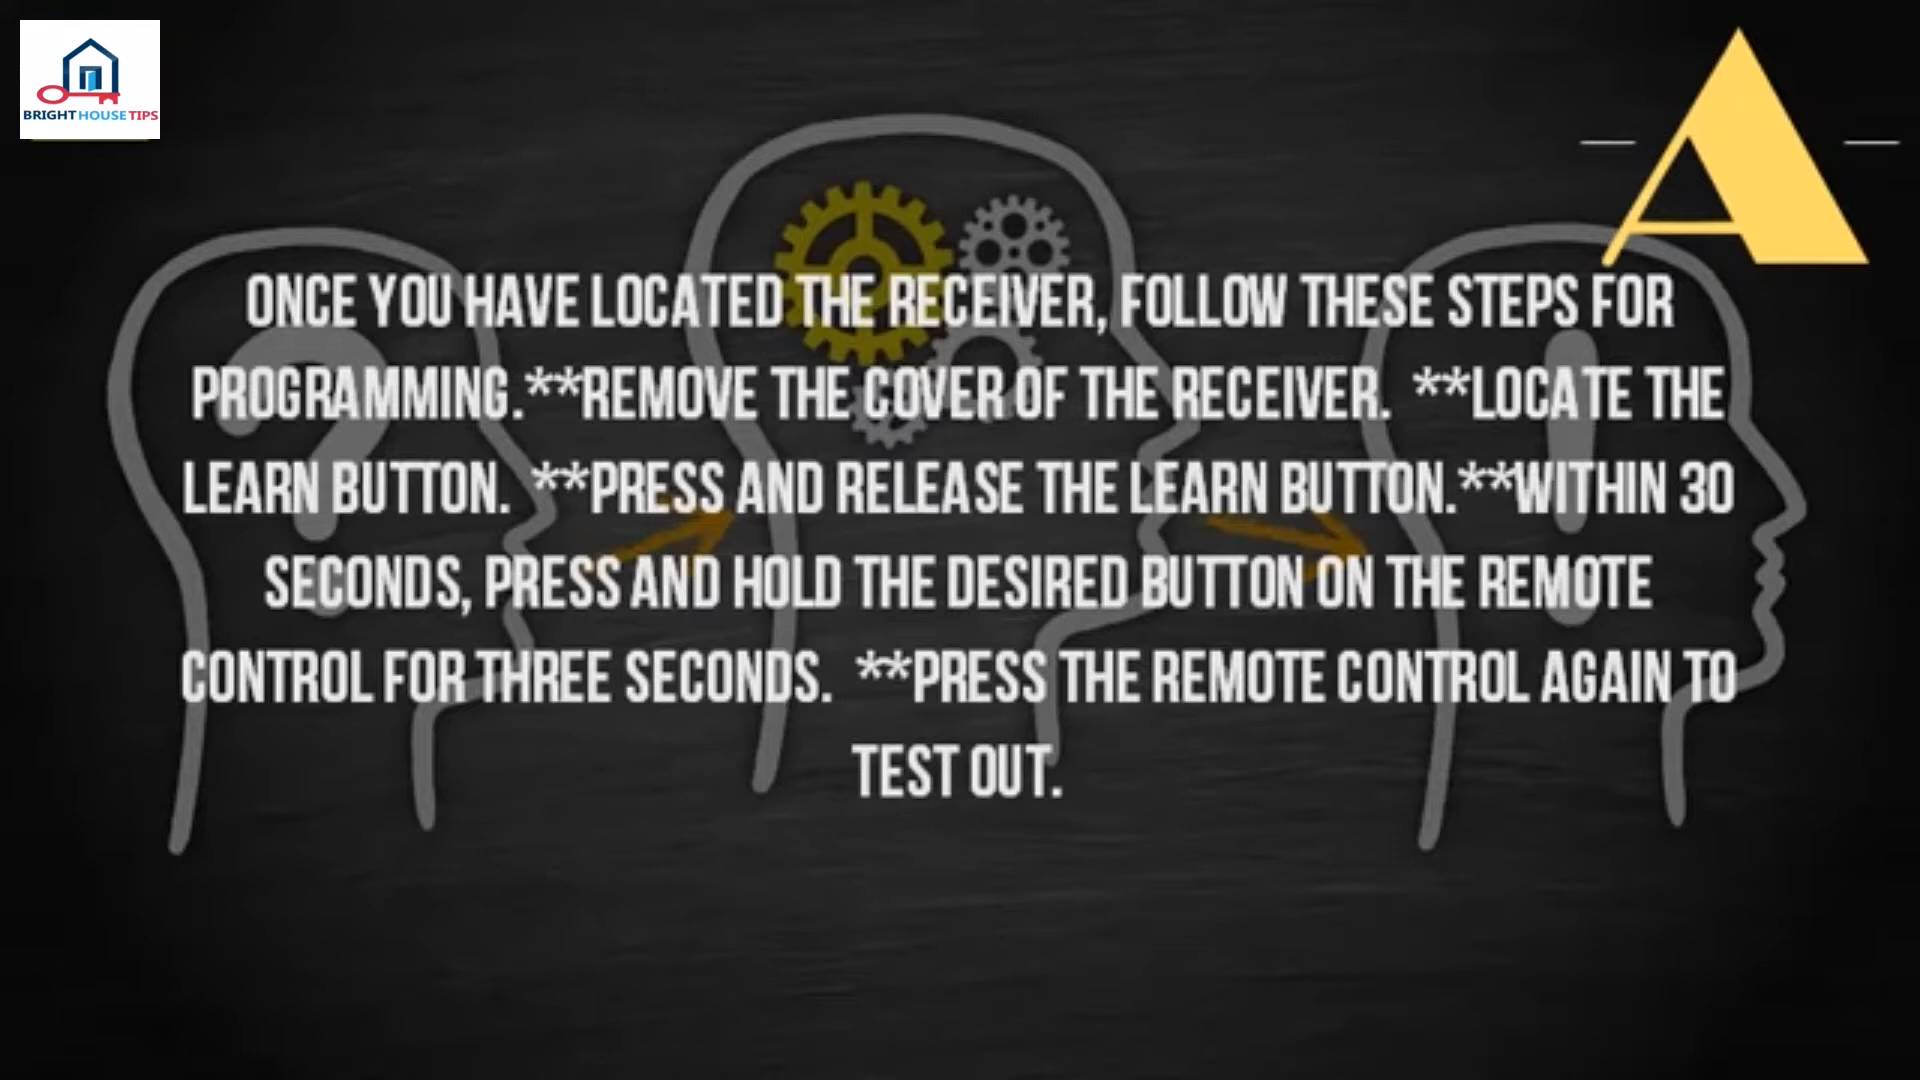 BRIGHT HOUSE TIPS
A
ONCE YOU HAVE LOCATED THE RECEIVER, FOLLOW THESE STEPS FOR
PROGRAMMING.**REMOVE THE COVER OF THE RECEIVER. **LOCATE THE
LEARN BUTTON. **PRESS AND RELEASE THE LEARN BUTTON.**WITHIN 30
SECONDS, PRESS AND HOLD THE DESIRED BUTTON ON THE REMOTE
CONTROL FOR THREE SECONDS. **PRESS THE REMOTE CONTROL AGAIN TO
TEST OUT.